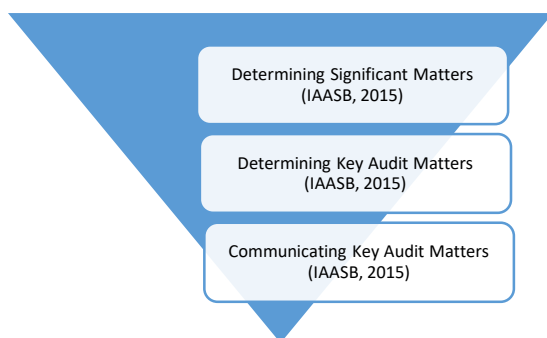 Determining Significant Matters
(IAASB, 2015)
Determining Key Audit Matters
(IAASB, 2015)
Communicating Key Audit Matters
(IAASB, 2015)